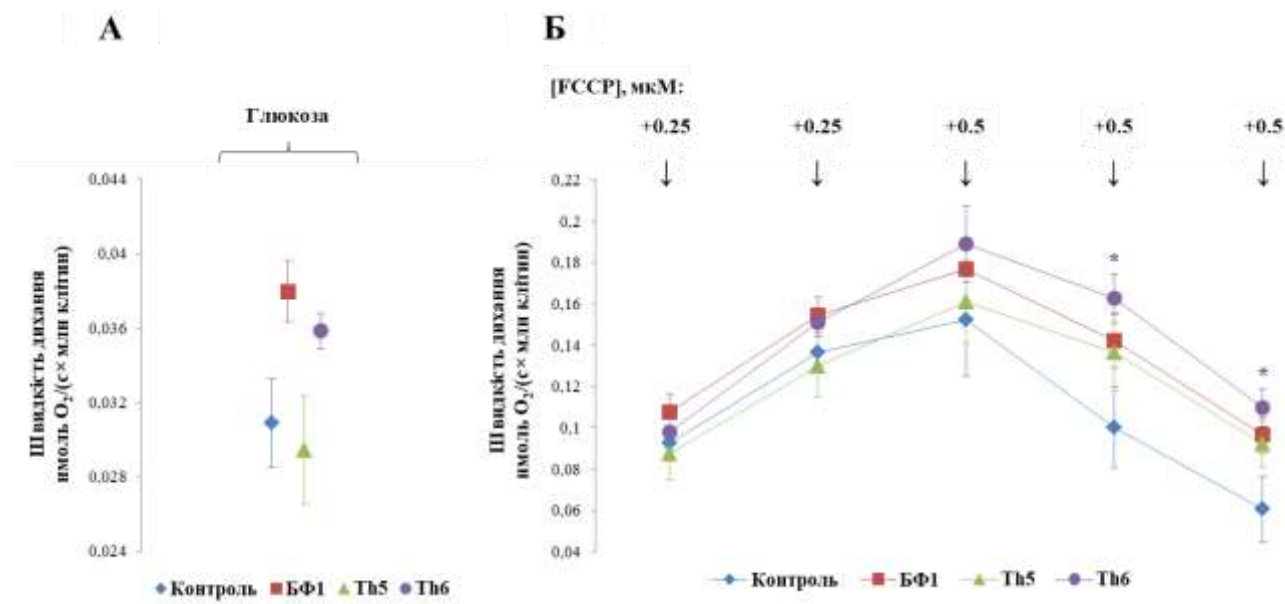 А
Б
[FCCP], мкМ:
Глюкоза
+0.25
+0.25
+0.5
+0.5
+0.5
0,044
0,04
0,036
0,032
0,028
0,024
Швидкість дихання
нмоль O₂/(с× млн клітин)
Контроль БФ1 Th5 Th6
0,22
0,2
0,18
0,16
0,14
0,12
0,1
0,08
0,06
0,04
Швидкість дихання
нмоль O₂/(с× млн клітин)
*
*
Контроль БФ1 Th5 Th6